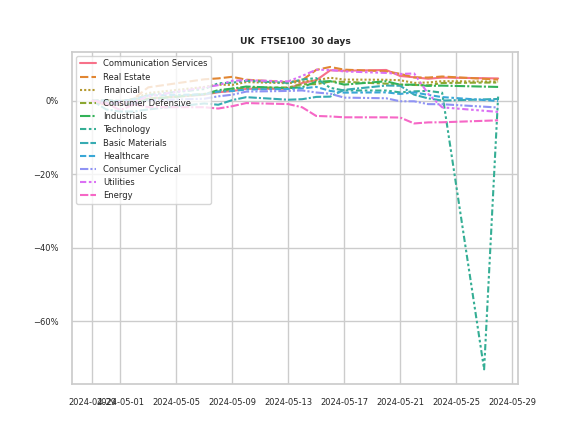 UK  FTSE100  30 days
Communication Services
Real Estate
Financial
Consumer Defensive
Industrials
Technology
Basic Materials
Healthcare
Consumer Cyclical
Utilities
Energy
0%
−20%
−40%
−60%
2024-05-01 2024-05-05 2024-05-09 2024-05-13 2024-05-17 2024-05-21 2024-05-25 2024-05-29